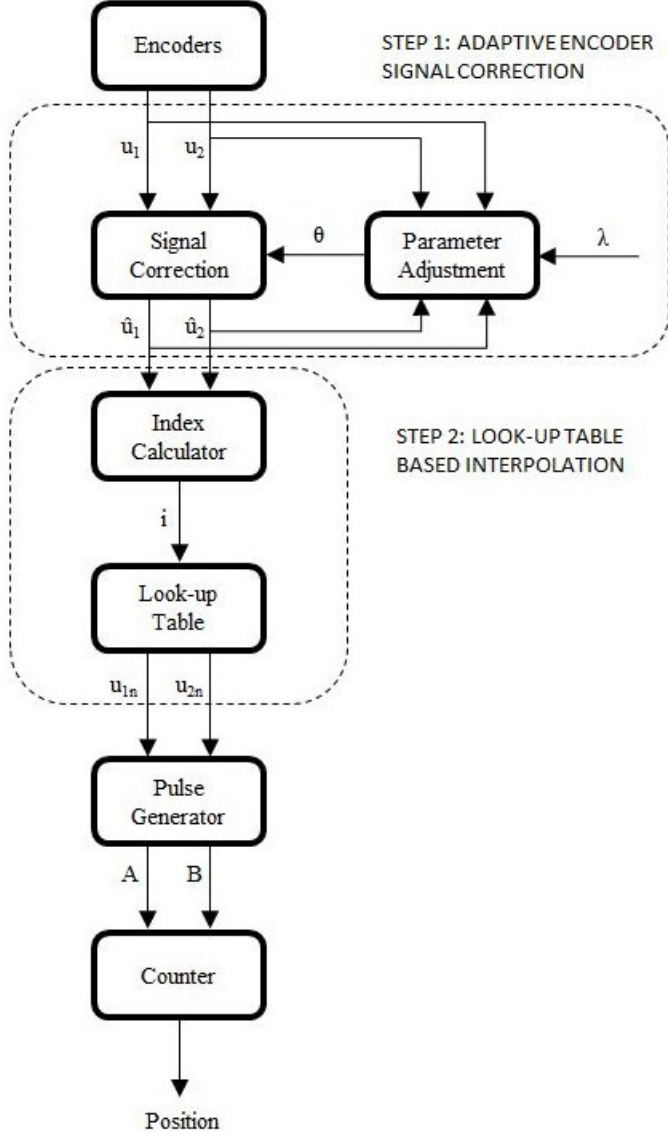 Encoders
STEP 1: ADAPTIVE ENCODER
SIGNAL CORRECTION
u₁
u₂
Signal
Correction
θ
Parameter
Adjustment
λ
û₁
û₂
Index
Calculator
STEP 2: LOOK-UP TABLE
BASED INTERPOLATION
i
Look-up
Table
u₁ₙ
u₂ₙ
Pulse
Generator
A
B
Counter
Position